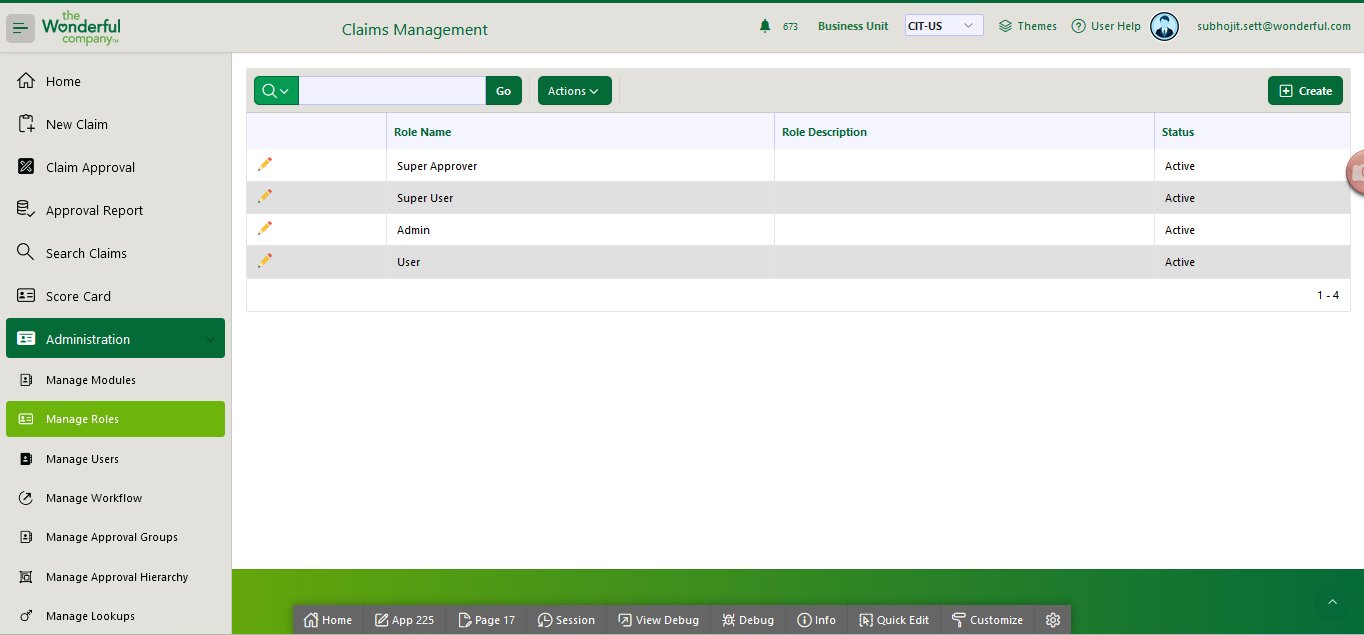 the
Wonderful
company™
Claims Management
673
Business Unit
CIT-US
Themes
User Help
subhojit.sett@wonderful.com
Home
New Claim
Claim Approval
Approval Report
Search Claims
Score Card
Administration
Manage Modules
Manage Roles
Manage Users
Manage Workflow
Manage Approval Groups
Manage Approval Hierarchy
Manage Lookups
Go
Actions
Create
Role Name Role Description Status
Super Approver Active
Super User Active
Admin Active
User Active
1 - 4
Home App 225 Page 17 Session View Debug Debug Info Quick Edit Customize